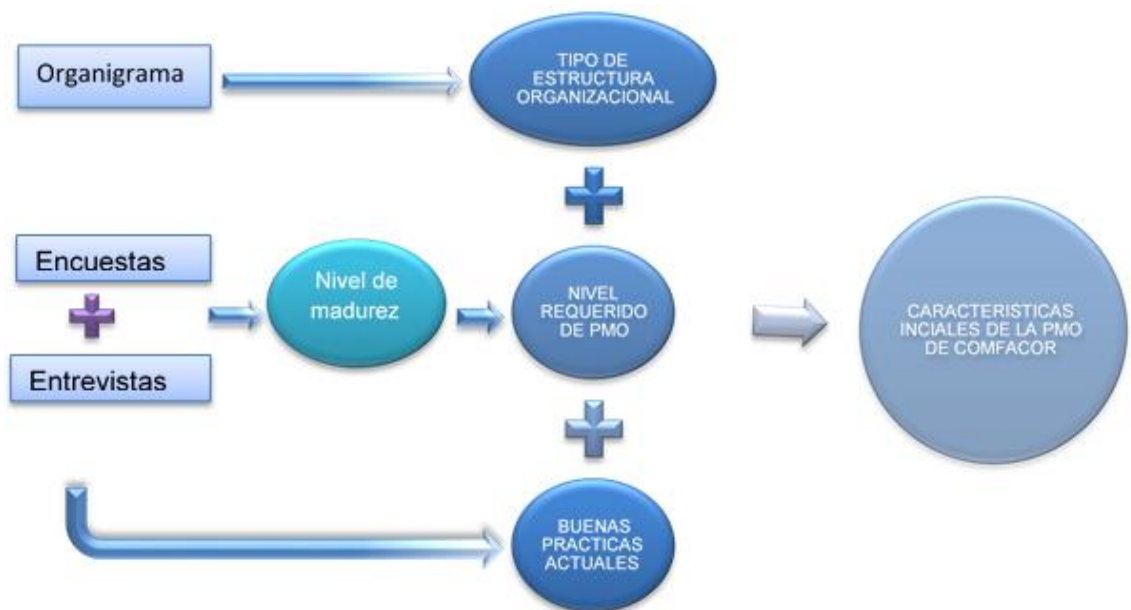 Organigrama
TIPO DE
ESTRUCTURA
ORGANIZACIONAL
Encuestas
Entrevistas
Nivel de
madurez
NIVEL
REQUERIDO
DE PMO
CARACTERISTICAS
INCIALES DE LA PMO
DE COMFACOR
BUENAS
PRACTICAS
ACTUALES